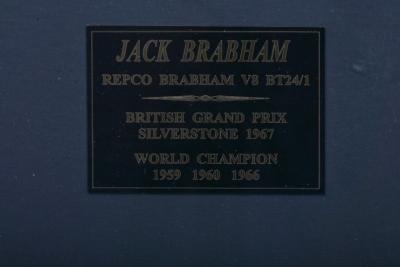 JACK BRABHAM
REPCO BRABHAM V8 BT24/1
BRITISH GRAND PRIX
SILVERSTONE 1967
WORLD CHAMPION
1959 1960 1966